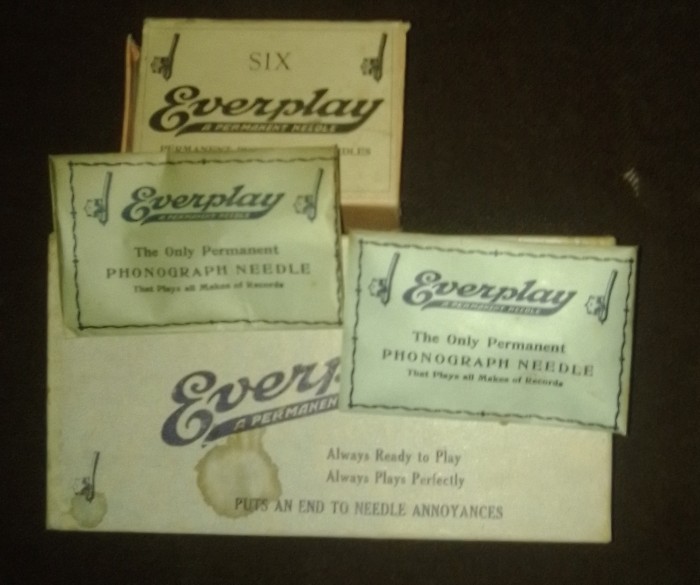 SIX
Everplay
A PERMANENT NEEDLE
PERMANENT
Everplay
A PERMANENT NEEDLE
The Only Permanent
PHONOGRAPH NEEDLE
That Plays all Makes of Records
Everplay
A PERMANENT NEEDLE
The Only Permanent
PHONOGRAPH NEEDLE
That Plays all Makes of Records
Everp
A PERMANEN
Always Ready to Play
Always Plays Perfectly
PUTS AN END TO NEEDLE ANNOYANCES